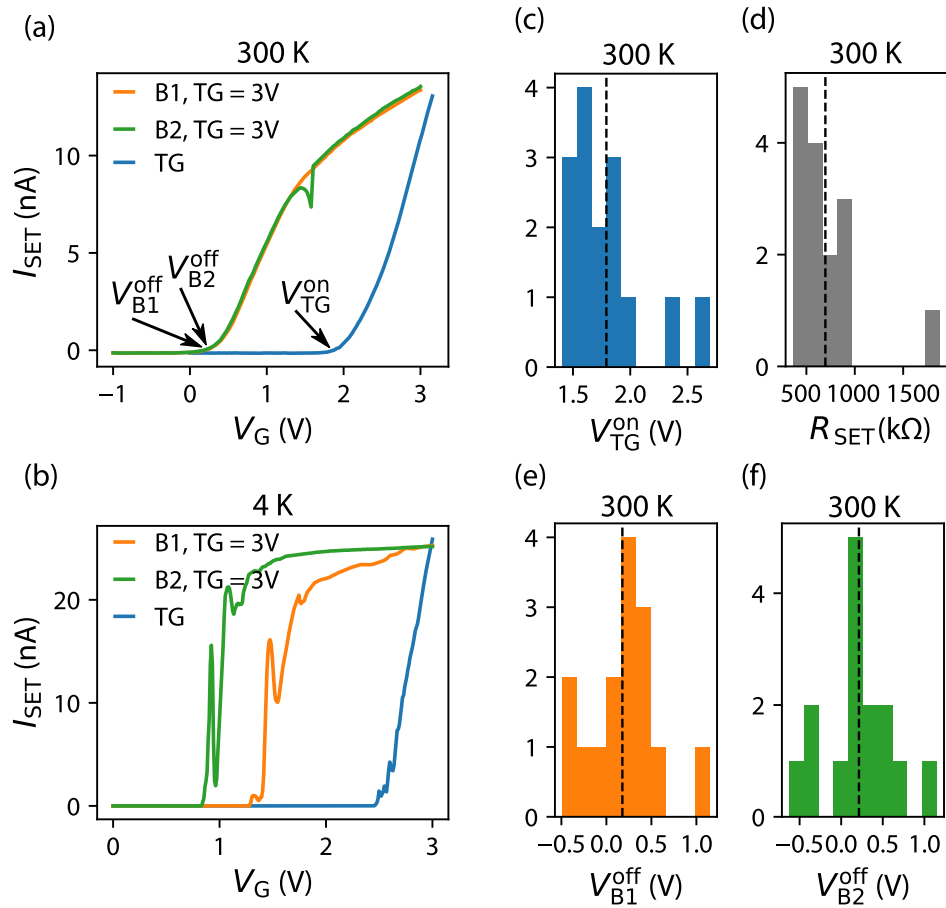 (a)
300 K
B1, TG = 3V
B2, TG = 3V
TG
V_B1^off
V_B2^off
V_TG^on
10
5
0
I_SET (nA)
−1 0 1 2 3
V_G (V)
(b)
4 K
B1, TG = 3V
B2, TG = 3V
TG
20
10
0
I_SET (nA)
0 1 2 3
V_G (V)
(c)
300 K
4
3
2
1
0
1.5 2.0 2.5
V_TG^on (V)
(d)
300 K
4
2
0
500 1000 1500
R_SET(kΩ)
(e)
300 K
4
3
2
1
0
−0.5 0.0 0.5 1.0
V_B1^off (V)
(f)
300 K
4
2
0
−0.5 0.0 0.5 1.0
V_B2^off (V)